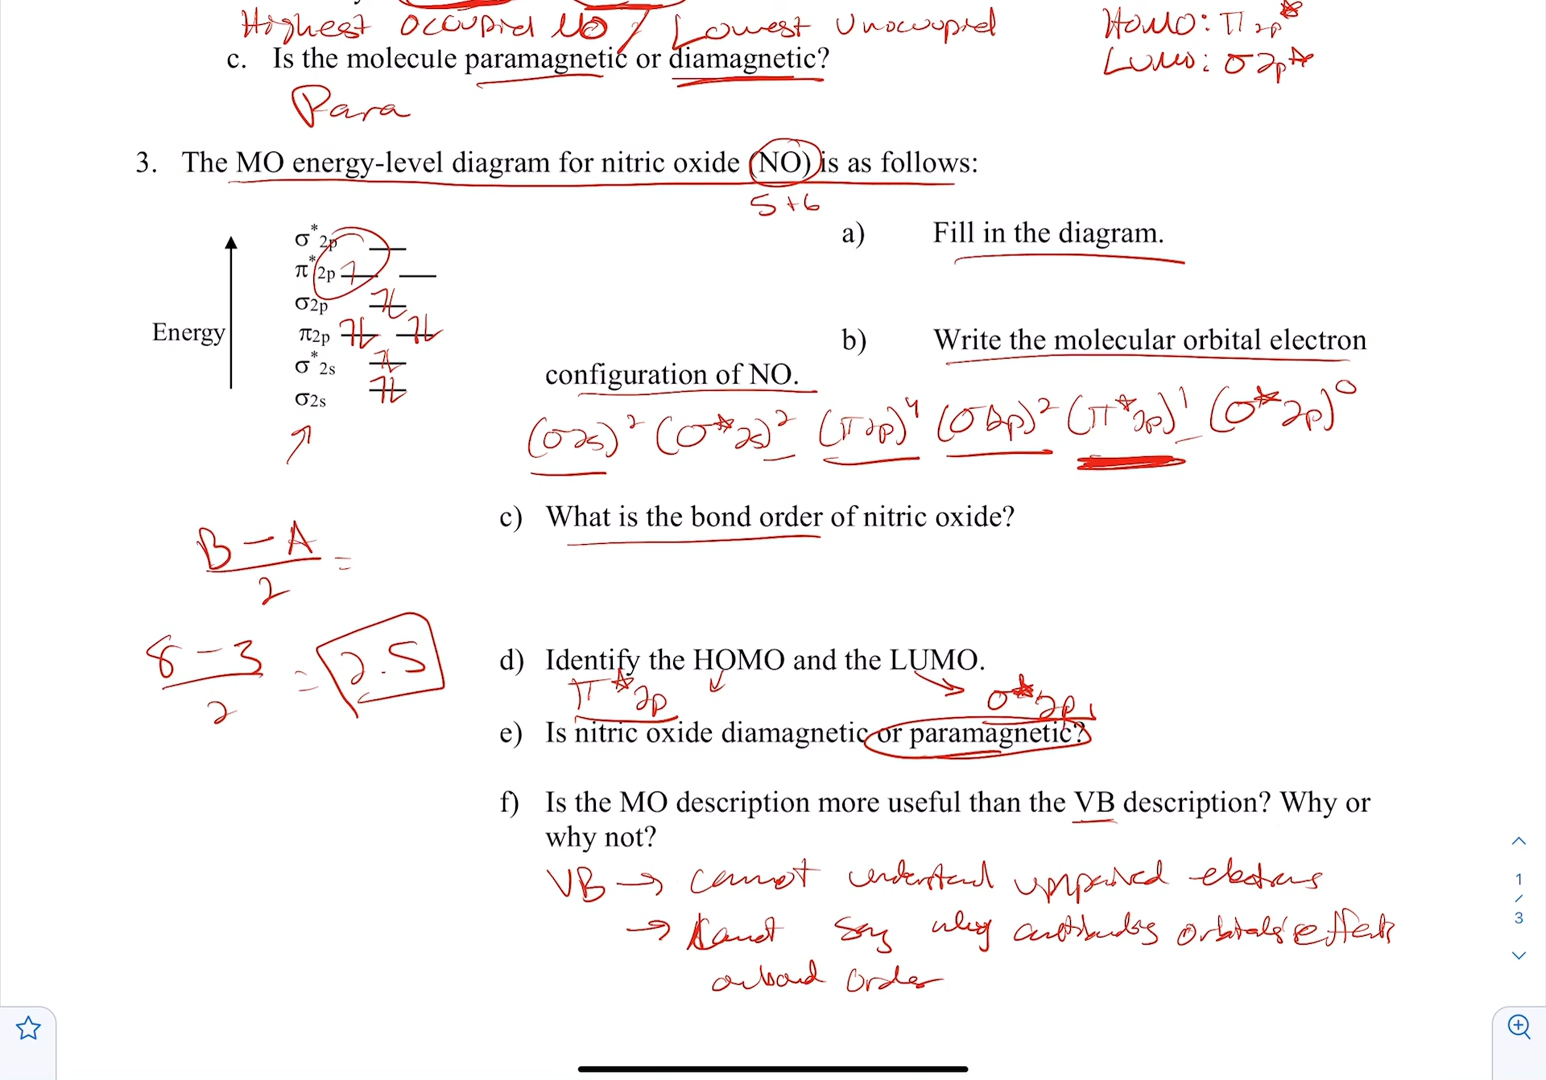 Highest Occupied MO / Lowest Unoccupied
HOMO: π2p*
LUMO: σ2p*
c. Is the molecule paramagnetic or diamagnetic?
Para
3. The MO energy-level diagram for nitric oxide (NO) is as follows:
5+6
a) Fill in the diagram.
σ*2p
π*2p
σ2p
π2p
σ*2s
σ2s
Energy
b) Write the molecular orbital electron
configuration of NO.
(σ2s)² (σ*2s)² (π2p)⁴ (σ2p)² (π*2p)¹ (σ*2p)⁰
c) What is the bond order of nitric oxide?
B - A
2
=
8 - 3
2
= 2.5
d) Identify the HOMO and the LUMO.
π*2p
σ*2p
e) Is nitric oxide diamagnetic or paramagnetic?
f) Is the MO description more useful than the VB description? Why or
why not?
VB → cannot understand unpaired electrons
→ cannot say why antibonding orbitals effects
on bond order
1
/
3